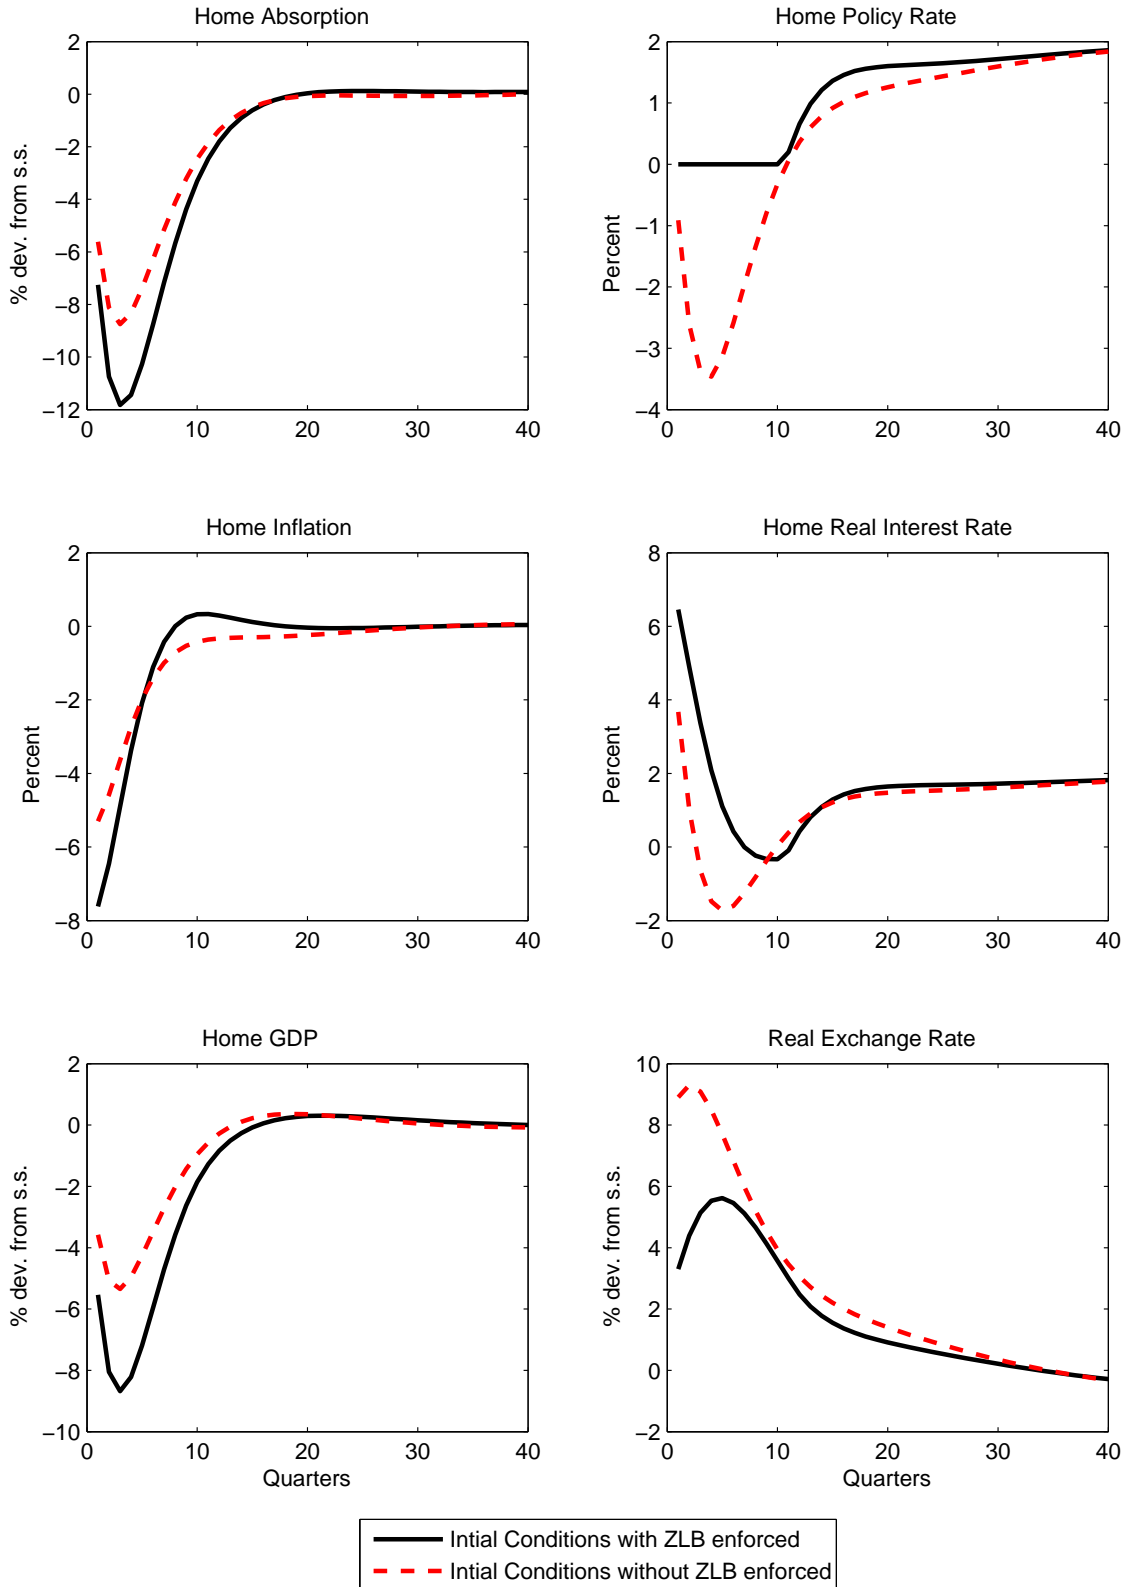 Home Absorption
2
0
−2
−4
−6
−8
−10
−12
% dev. from s.s.
0 10 20 30 40
Home Policy Rate
2
1
0
−1
−2
−3
−4
Percent
0 10 20 30 40
Home Inflation
2
0
−2
−4
−6
−8
Percent
0 10 20 30 40
Home Real Interest Rate
8
6
4
2
0
−2
Percent
0 10 20 30 40
Home GDP
2
0
−2
−4
−6
−8
−10
% dev. from s.s.
0 10 20 30 40
Quarters
Real Exchange Rate
10
8
6
4
2
0
−2
% dev. from s.s.
0 10 20 30 40
Quarters
Intial Conditions with ZLB enforced
Intial Conditions without ZLB enforced